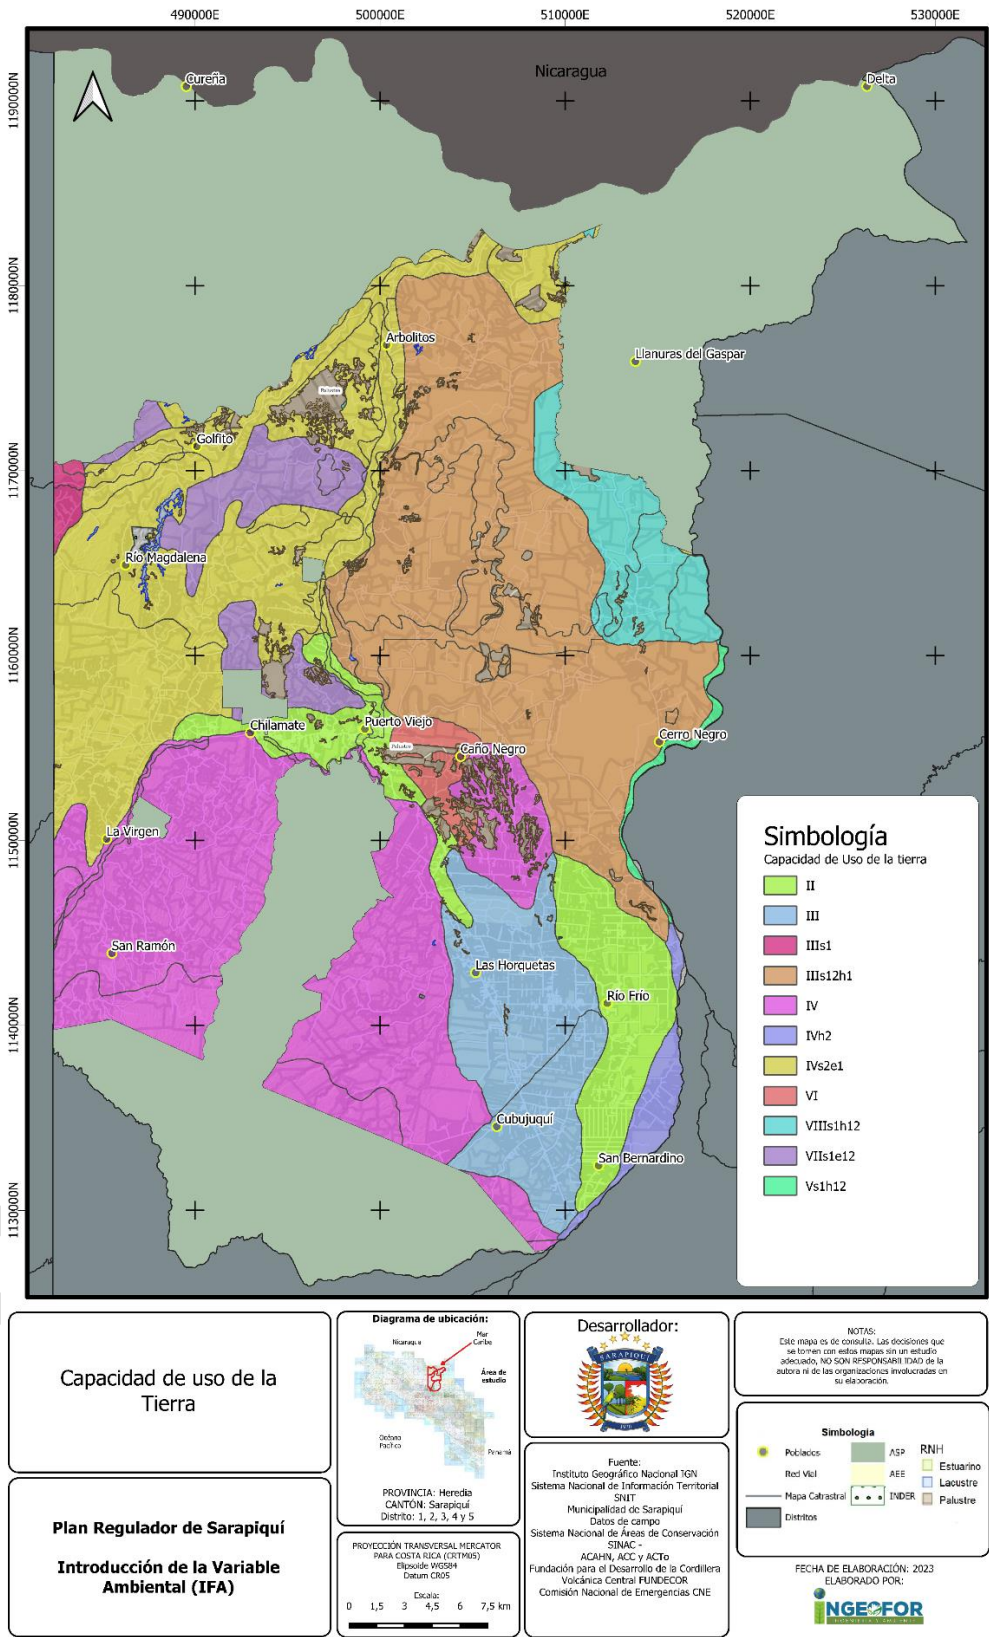 490000E 500000E 510000E 520000E 530000E
1190000N
1180000N
1170000N
1160000N
1150000N
1140000N
1130000N
Nicaragua
Cureña
Delta
Arbolitos
Llanuras del Gaspar
Palustre
Golfito
Río Magdalena
Chilamate
Puerto Viejo
Palustre
Caño Negro
Cerro Negro
La Virgen
San Ramón
Las Horquetas
Río Frío
Cubujuquí
San Bernardino
Simbología
Capacidad de Uso de la tierra
II
III
IIIs1
IIIs12h1
IV
IVh2
IVs2e1
VI
VIIIs1h12
VIIs1e12
Vs1h12
Capacidad de uso de la
Tierra
Plan Regulador de Sarapiquí
Introducción de la Variable
Ambiental (IFA)
Diagrama de ubicación:
Nicaragua
Mar
Caribe
Área de
estudio
Océano
Pacífico
Panamá
PROVINCIA: Heredia
CANTÓN: Sarapiquí
Distrito: 1, 2, 3, 4 y 5
PROYECCIÓN TRANSVERSAL MERCATOR
PARA COSTA RICA (CRTM05)
Elipsoide WGS84
Datum CR05
Escala:
0 1,5 3 4,5 6 7,5 km
Desarrollador:
SARAPIQUÍ
1970
Fuente:
Instituto Geográfico Nacional IGN
Sistema Nacional de Información Territorial
SNIT
Municipalidad de Sarapiquí
Datos de campo
Sistema Nacional de Áreas de Conservación
SINAC -
ACAHN, ACC y ACTo
Fundación para el Desarrollo de la Cordillera
Volcánica Central FUNDECOR
Comisión Nacional de Emergencias CNE
NOTAS:
Este mapa es de consulta. Las decisiones que
se tomen con estos mapas sin un estudio
adecuado, NO SON RESPONSABILIDAD de la
autora ni de las organizaciones involucradas en
su elaboración.
Simbología
Poblados
Red Vial
Mapa Catrastral
Distritos
ASP
AEE
INDER
RNH
Estuarino
Lacustre
Palustre
FECHA DE ELABORACIÓN: 2023
ELABORADO POR:
INGEOFOR